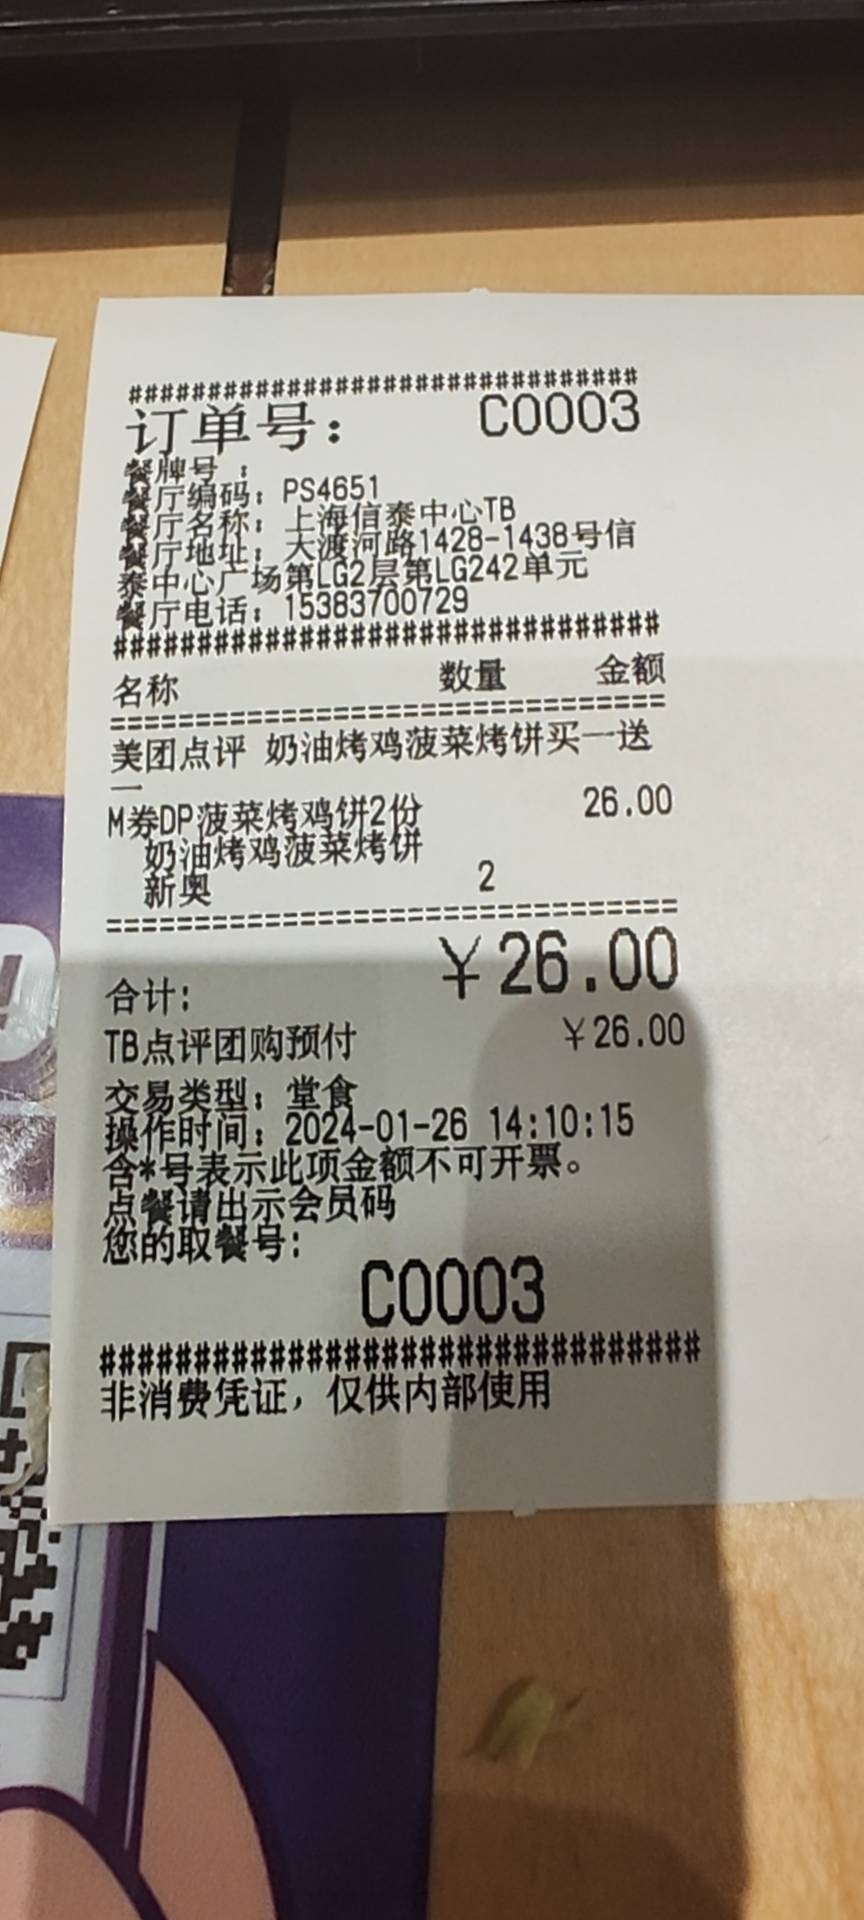 ################################
订单号： C0003
餐牌号 ：
餐厅编码：PS4651
餐厅名称：上海信泰中心TB
餐厅地址：大渡河路1428-1438号信
泰中心广场第LG2层第LG242单元
餐厅电话：15383700729
################################
名称 数量 金额
================================
美团点评 奶油烤鸡菠菜烤饼买一送
一
M券DP菠菜烤鸡饼2份 26.00
奶油烤鸡菠菜烤饼
新奥 2
================================
合计： ￥26.00
TB点评团购预付 ￥26.00
交易类型：堂食
操作时间：2024-01-26 14:10:15
含*号表示此项金额不可开票。
点餐请出示会员码
您的取餐号：
C0003
################################
非消费凭证，仅供内部使用